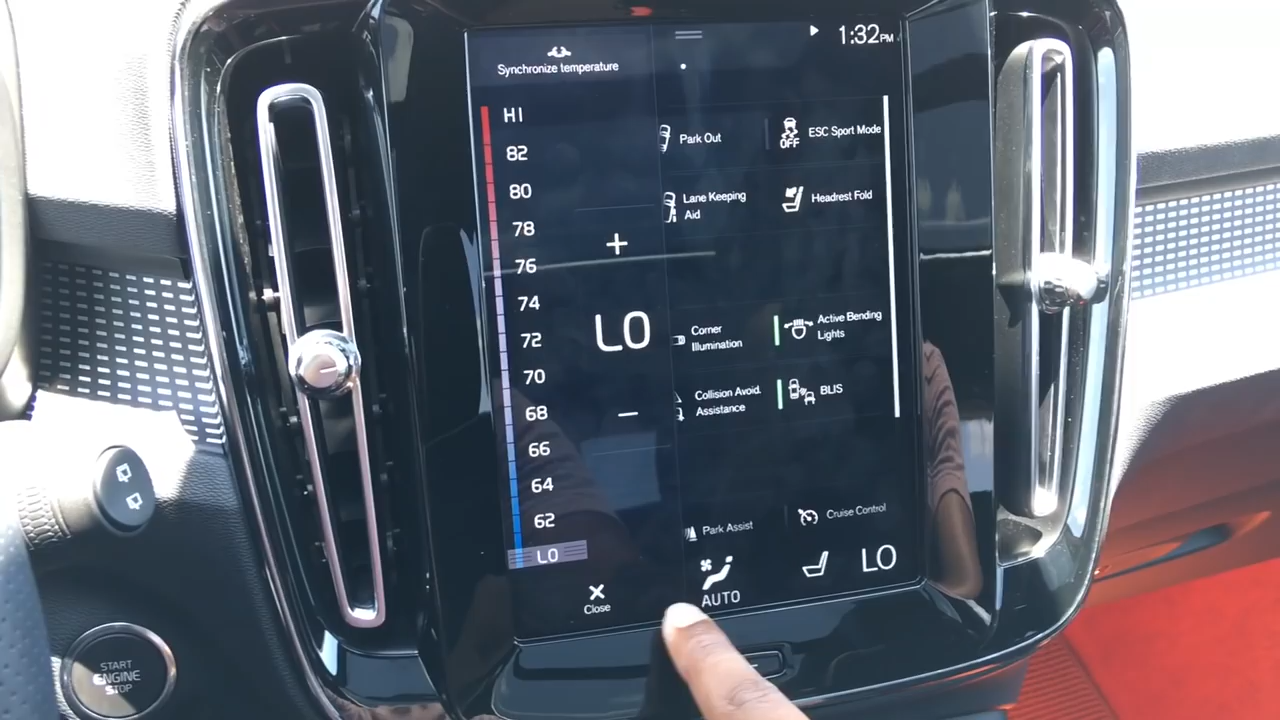 1:32PM
Synchronize temperature
HI
82
80
78
76
74
72
70
68
66
64
62
LO
+
LO
−
Close
Park Out
OFF
ESC Sport Mode
Lane Keeping
Aid
Headrest Fold
Corner
Illumination
Active Bending
Lights
Collision Avoid.
Assistance
BLIS
Park Assist
Cruise Control
AUTO
LO
START
ENGINE
STOP